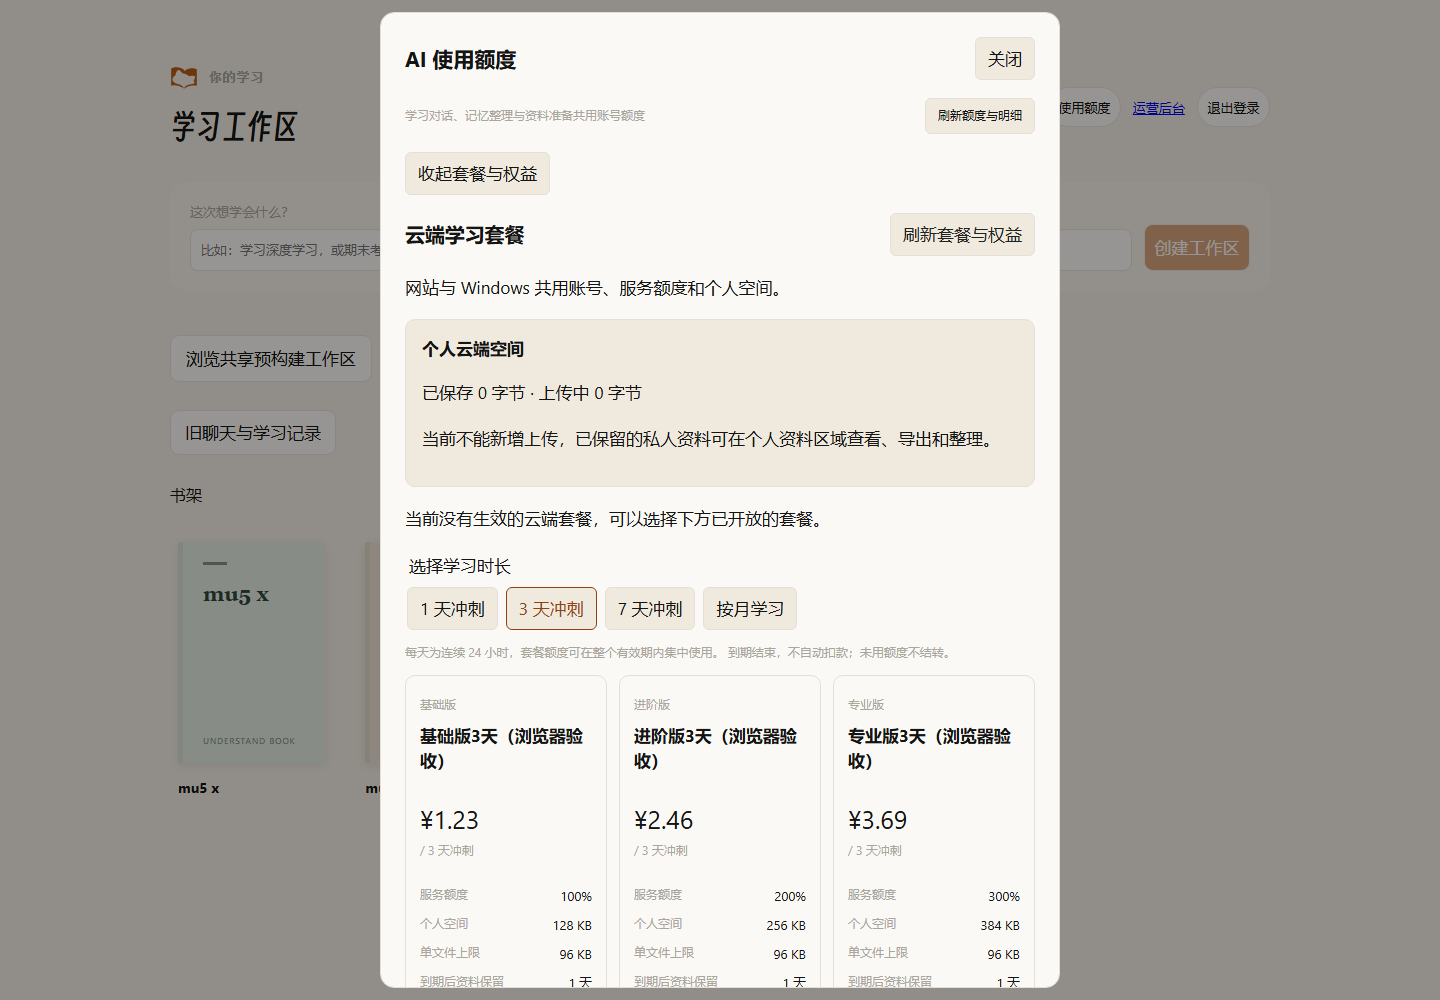 你的学习
学习工作区
使用额度
运营后台
退出登录
这次想学会什么？
比如：学习深度学习，或期末考
创建工作区
浏览共享预构建工作区
旧聊天与学习记录
书架
mu5 x
UNDERSTAND BOOK
mu5 x
AI 使用额度
关闭
学习对话、记忆整理与资料准备共用账号额度
刷新额度与明细
收起套餐与权益
云端学习套餐
刷新套餐与权益
网站与 Windows 共用账号、服务额度和个人空间。
个人云端空间
已保存 0 字节 · 上传中 0 字节
当前不能新增上传，已保留的私人资料可在个人资料区域查看、导出和整理。
当前没有生效的云端套餐，可以选择下方已开放的套餐。
选择学习时长
1 天冲刺
3 天冲刺
7 天冲刺
按月学习
每天为连续 24 小时，套餐额度可在整个有效期内集中使用。 到期结束，不自动扣款；未用额度不结转。
基础版
基础版3天（浏览器验
收）
¥1.23
/ 3 天冲刺
服务额度 100%
个人空间 128 KB
单文件上限 96 KB
到期后资料保留 1 天
进阶版
进阶版3天（浏览器验
收）
¥2.46
/ 3 天冲刺
服务额度 200%
个人空间 256 KB
单文件上限 96 KB
到期后资料保留 1 天
专业版
专业版3天（浏览器验
收）
¥3.69
/ 3 天冲刺
服务额度 300%
个人空间 384 KB
单文件上限 96 KB
到期后资料保留 1 天